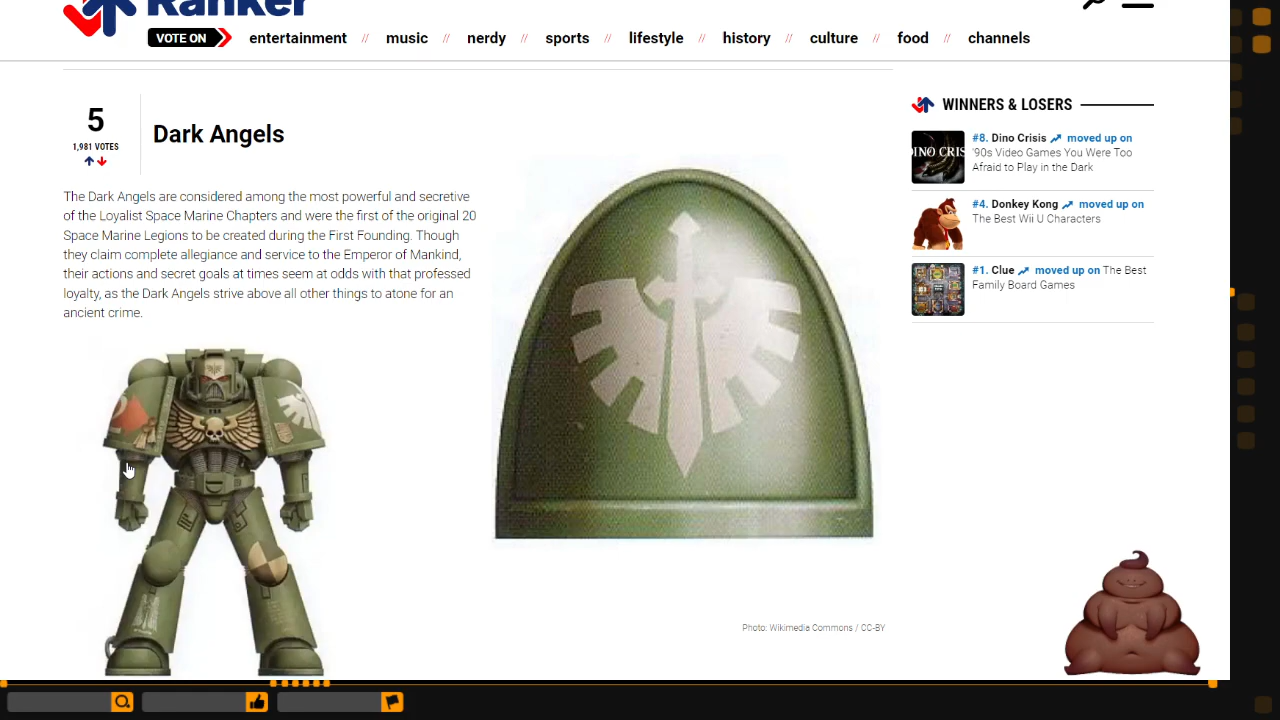 Ranker
VOTE ON
entertainment // music // nerdy // sports // lifestyle // history // culture // food // channels
5
1,981 VOTES
Dark Angels
The Dark Angels are considered among the most powerful and secretive
of the Loyalist Space Marine Chapters and were the first of the original 20
Space Marine Legions to be created during the First Founding. Though
they claim complete allegiance and service to the Emperor of Mankind,
their actions and secret goals at times seem at odds with that professed
loyalty, as the Dark Angels strive above all other things to atone for an
ancient crime.
Photo: Wikimedia Commons / CC-BY
WINNERS & LOSERS
#8. Dino Crisis moved up on
'90s Video Games You Were Too
Afraid to Play in the Dark
#4. Donkey Kong moved up on
The Best Wii U Characters
#1. Clue moved up on The Best
Family Board Games